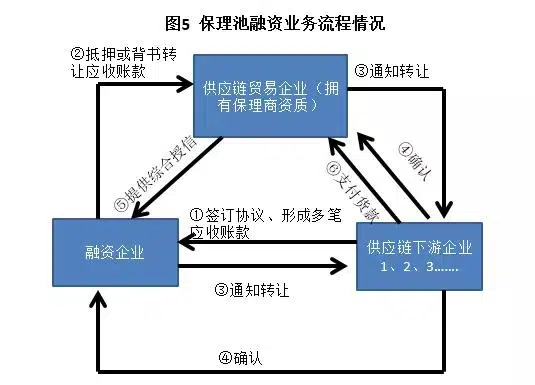 图5 保理池融资业务流程情况
②抵押或背书转
让应收账款
供应链贸易企业（拥
有保理商资质）
③通知转让
④确认
⑤提供综合授信
⑥支付货款
①签订协议、形成多笔
应收账款
融资企业
供应链下游企业
1、2、3.......
③通知转让
④确认